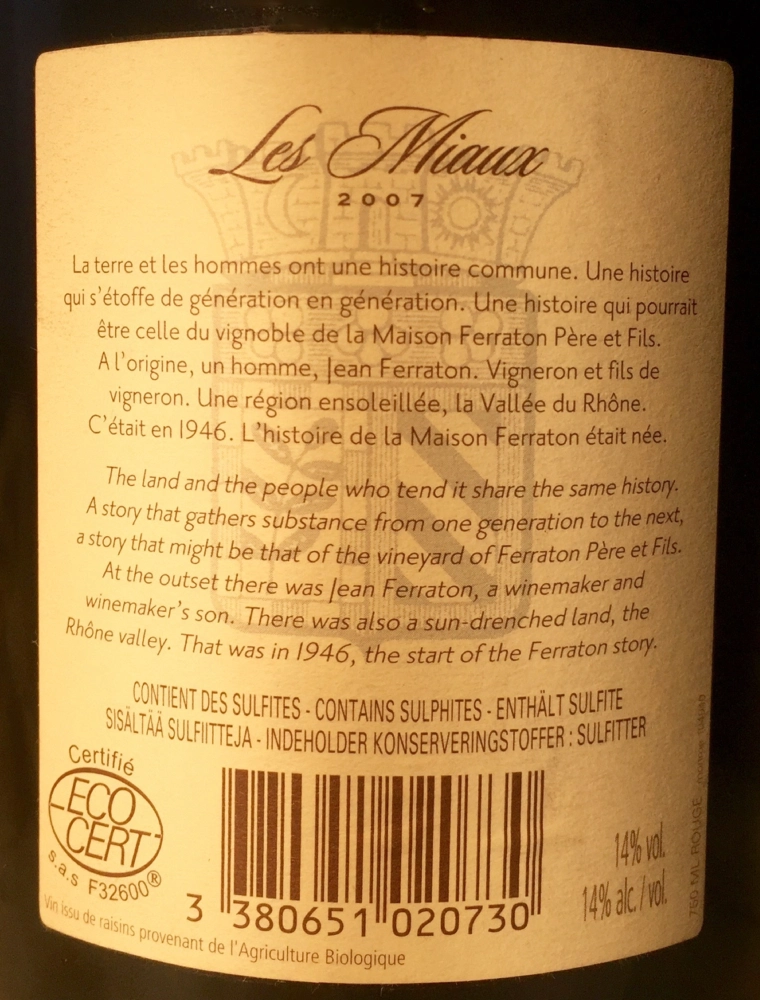 Les Miaux
2007
La terre et les hommes ont une histoire commune. Une histoire
qui s'étoffe de génération en génération. Une histoire qui pourrait
être celle du vignoble de la Maison Ferraton Père et Fils.
A l'origine, un homme, Jean Ferraton. Vigneron et fils de
vigneron. Une région ensoleillée, la Vallée du Rhône.
C'était en 1946. L'histoire de la Maison Ferraton était née.
The land and the people who tend it share the same history.
A story that gathers substance from one generation to the next,
a story that might be that of the vineyard of Ferraton Père et Fils.
At the outset there was Jean Ferraton, a winemaker and
winemaker's son. There was also a sun-drenched land, the
Rhône valley. That was in 1946, the start of the Ferraton story.
CONTIENT DES SULFITES - CONTAINS SULPHITES - ENTHÄLT SULFITE
SISÄLTÄÄ SULFIITTEJA - INDEHOLDER KONSERVERINGSTOFFER : SULFITTER
Certifié
ECO
CERT
s.a.s F32600®
3 380651 020730
14% vol.
14% alc. / vol.
750 ML ROUGE
Vin issu de raisins provenant de l'Agriculture Biologique